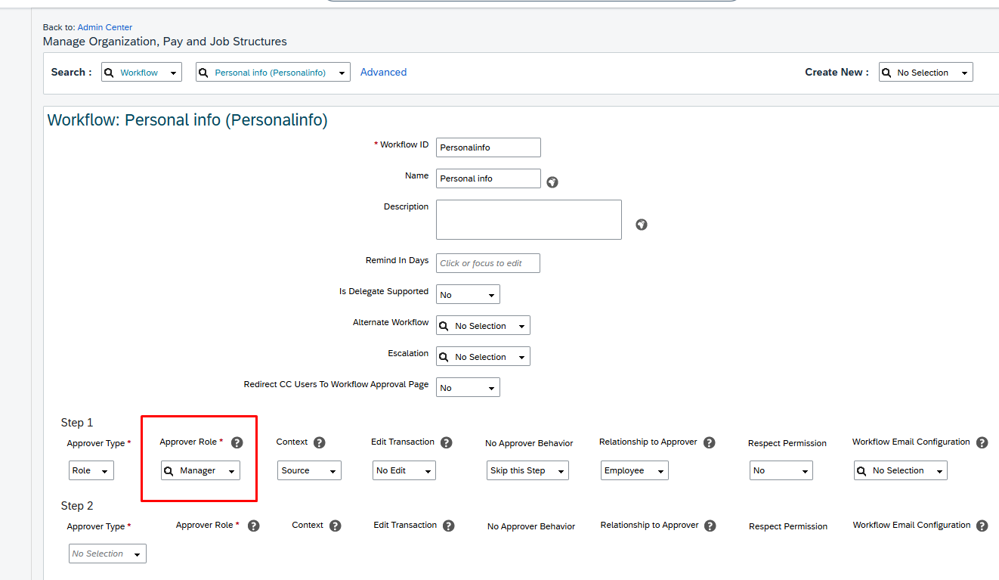 Back to: Admin Center
Manage Organization, Pay and Job Structures
Search : Workflow Personal info (Personalinfo) Advanced Create New : No Selection
Workflow: Personal info (Personalinfo)
* Workflow ID Personalinfo
Name Personal info
Description
Remind In Days Click or focus to edit
Is Delegate Supported No
Alternate Workflow No Selection
Escalation No Selection
Redirect CC Users To Workflow Approval Page No
Step 1
Approver Type * Approver Role * ? Context ? Edit Transaction ? No Approver Behavior Relationship to Approver ? Respect Permission Workflow Email Configuration ?
Role Manager Source No Edit Skip this Step Employee No No Selection
Step 2
Approver Type * Approver Role * ? Context ? Edit Transaction ? No Approver Behavior Relationship to Approver ? Respect Permission Workflow Email Configuration ?
No Selection